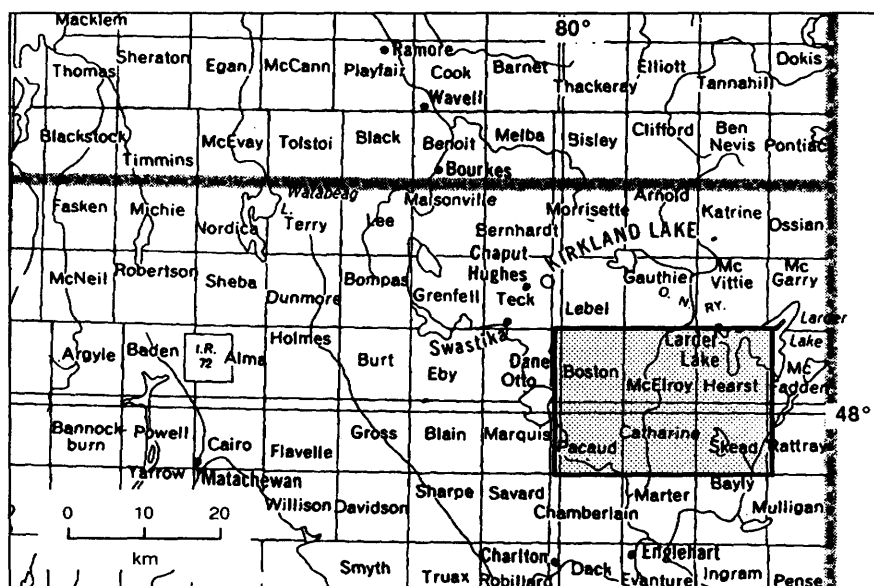 80°
Macklem
Thomas
Sheraton
Egan
McCann
Playfair
Ramore
Cook
Barnet
Thackeray
Elliott
Tannahill
Dokis
Wavell
Blackstock
Timmins
McEvay
Tolstoi
Black
Benoit
Melba
Bisley
Clifford
Ben
Nevis
Pontiac
Bourkes
Fasken
Michie
Nordica
Watabeag
L.
Terry
Lee
Maisonville
Bernhardt
Morrisette
Arnold
Katrine
Ossian
McNeil
Robertson
Sheba
Dunmore
Bompas
Grenfell
Chaput
Hughes
Teck
KIRKLAND LAKE
Lebel
Gauthier
O. N. RY.
Mc
Vittie
Mc
Garry
Larder
Lake
Argyle
Baden
I.R.
72
Alma
Holmes
Burt
Eby
Swastika
Dane
Otto
Boston
McElroy
Larder
Lake
Hearst
Mc
Fadden
48°
Bannock-
burn
Powell
Cairo
Flavelle
Gross
Blain
Marquis
Pacaud
Catharine
Skead
Rattray
Yarrow
Matachewan
Willison
Davidson
Sharpe
Savard
Chamberlain
Marter
Bayly
Mulligan
0 10 20
km
Smyth
Truax
Robillard
Charlton
Dack
Englehart
Evanture
Ingram
Pense